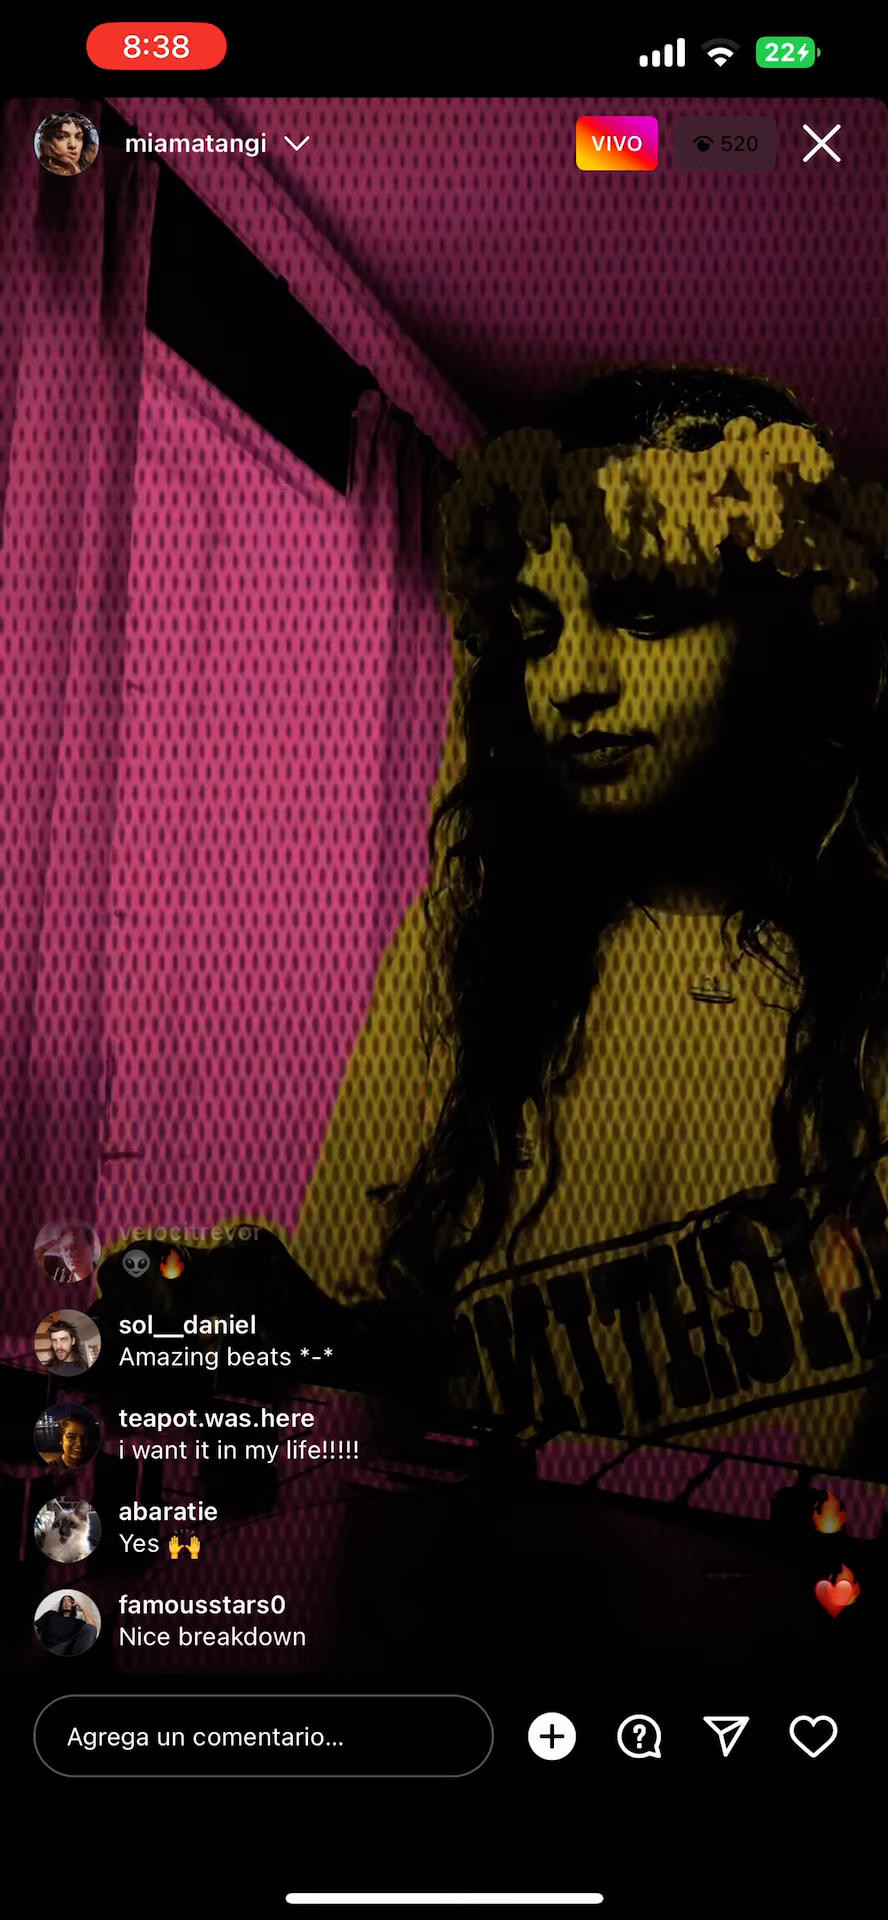 8:38
22
miamatangi
VIVO
520
velocitrevor
👽🔥
sol__daniel
Amazing beats *-*
teapot.was.here
i want it in my life!!!!!
abaratie
Yes 🙌
famousstars0
Nice breakdown
Agrega un comentario...